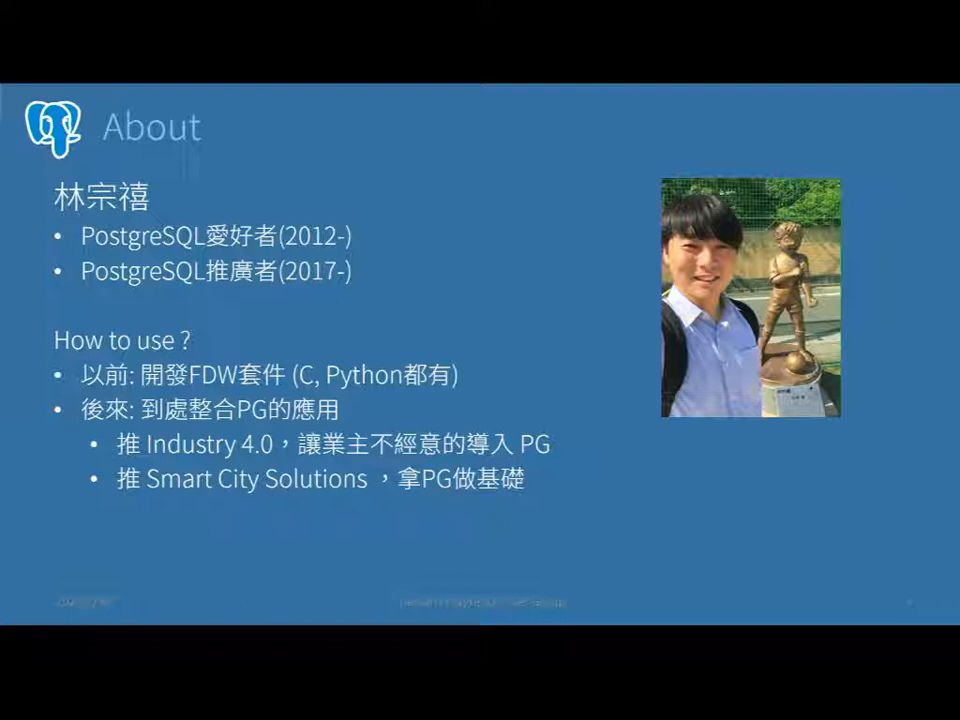 About
林宗禧
• PostgreSQL愛好者(2012-)
• PostgreSQL推廣者(2017-)
How to use ?
• 以前: 開發FDW套件 (C, Python都有)
• 後來: 到處整合PG的應用
• 推 Industry 4.0，讓業主不經意的導入 PG
• 推 Smart City Solutions ，拿PG做基礎